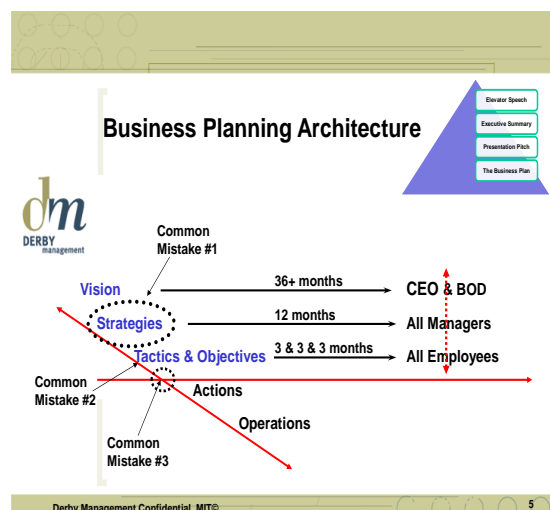 Elevator Speech
Executive Summary
Presentation Pitch
The Business Plan
Business Planning Architecture
dm
DERBY
management
Common
Mistake #1
Vision
36+ months
CEO & BOD
Strategies
12 months
All Managers
Tactics & Objectives
3 & 3 & 3 months
All Employees
Common
Mistake #2
Actions
Operations
Common
Mistake #3
Derby Management Confidential MIT©
5